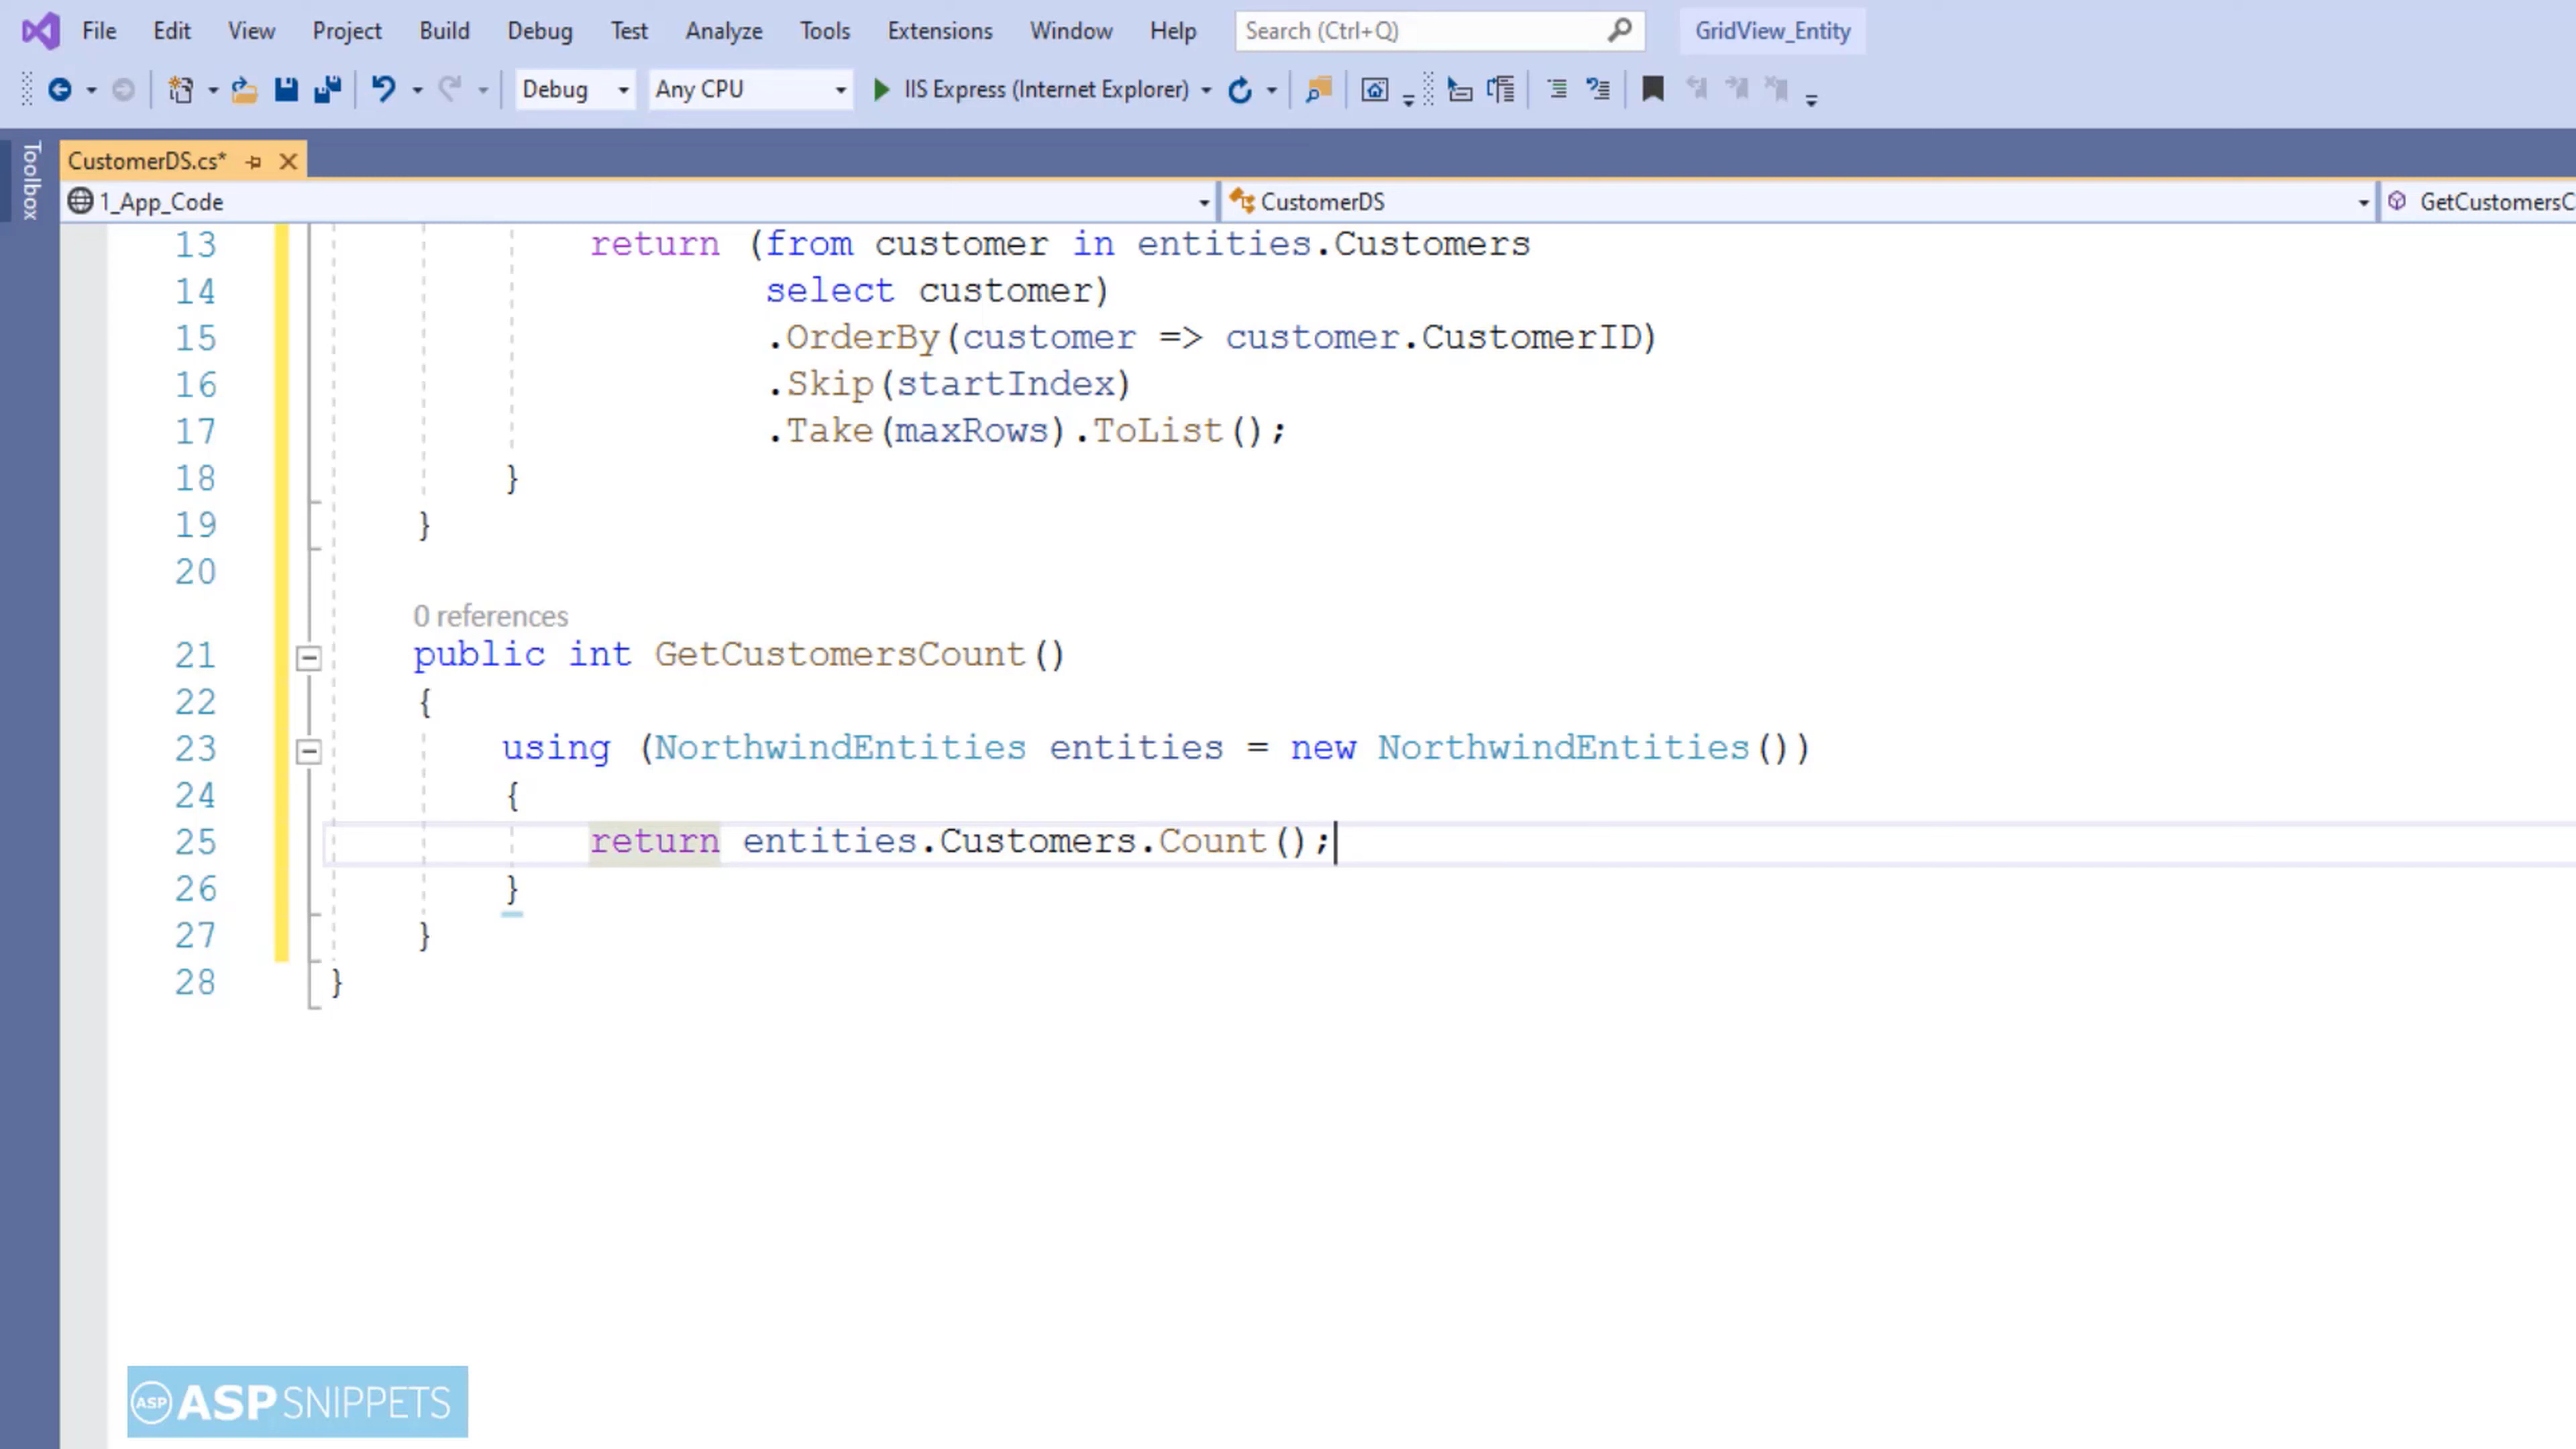 File Edit View Project Build Debug Test Analyze Tools Extensions Window Help Search (Ctrl+Q) GridView_Entity
Debug Any CPU IIS Express (Internet Explorer)
Toolbox
CustomerDS.cs*
1_App_Code CustomerDS GetCustomersC
13 return (from customer in entities.Customers
14 select customer)
15 .OrderBy(customer => customer.CustomerID)
16 .Skip(startIndex)
17 .Take(maxRows).ToList();
18 }
19 }
20
0 references
21 public int GetCustomersCount()
22 {
23 using (NorthwindEntities entities = new NorthwindEntities())
24 {
25 return entities.Customers.Count();
26 }
27 }
28 }
ASP ASPSNIPPETS